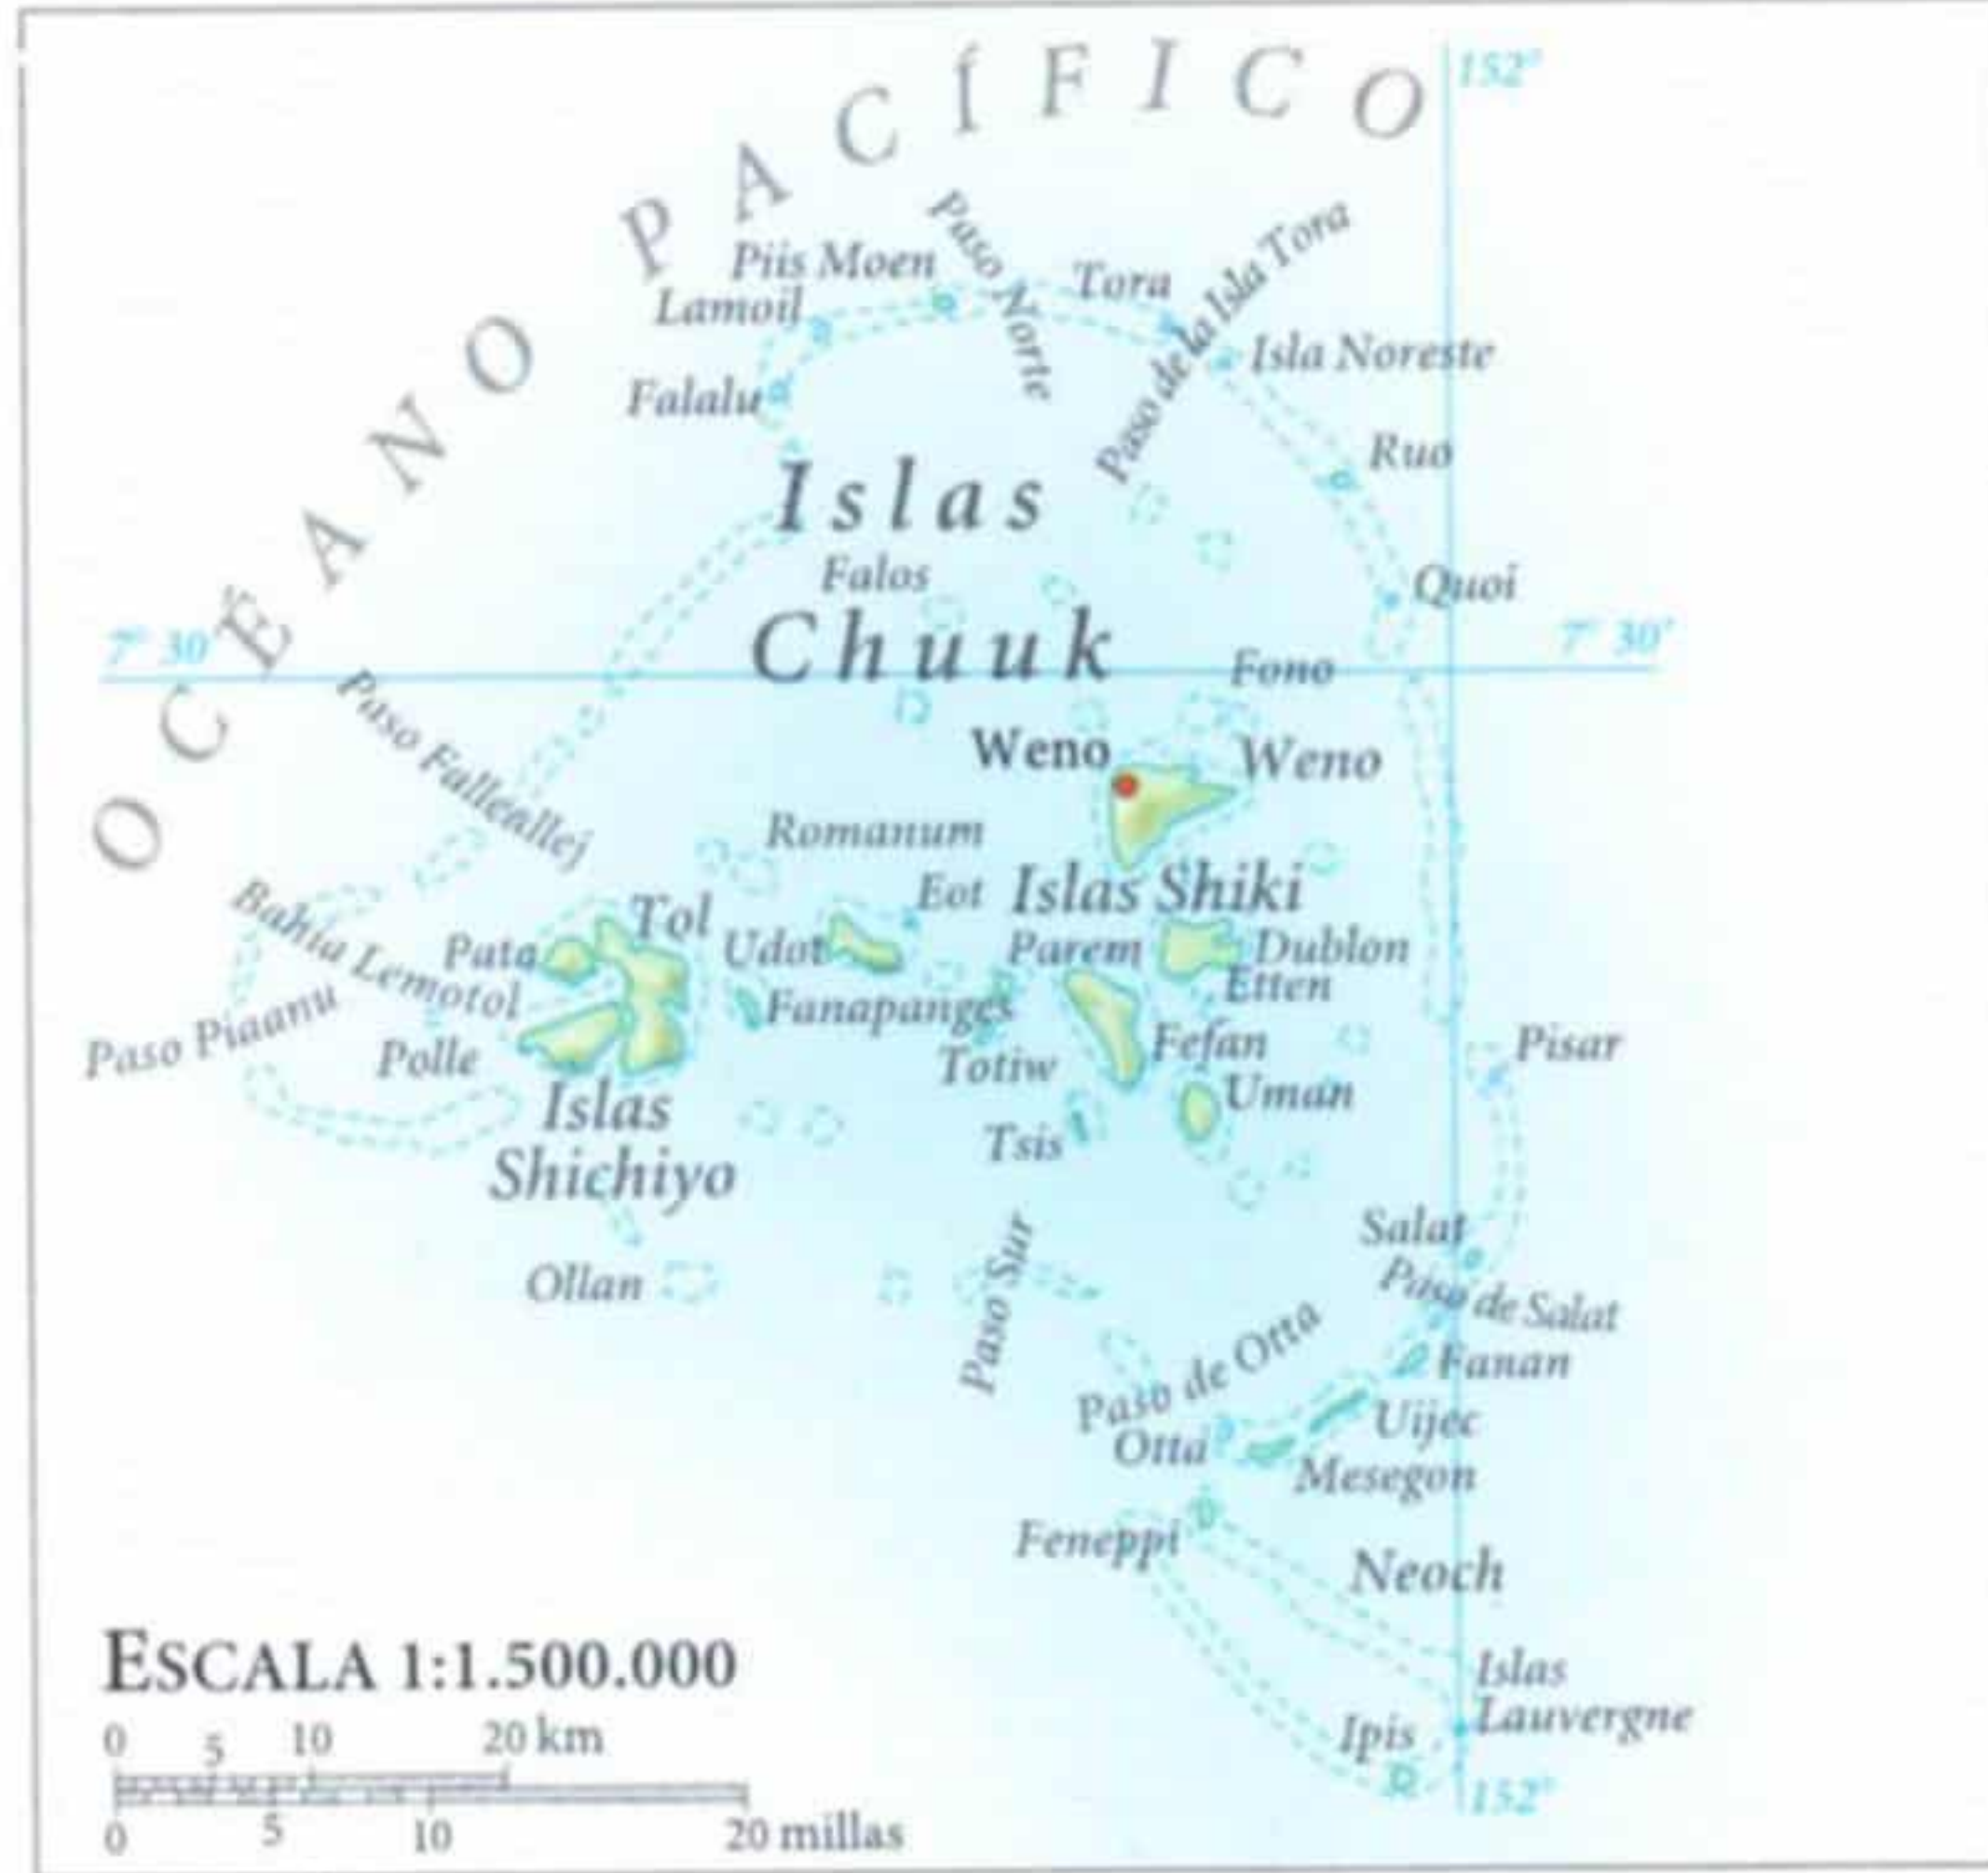 OCÉANO PACÍFICO
152°
Paso Norte
Paso de la Isla Tora
Piis Moen
Tora
Lamoil
Isla Noreste
Falalu
Ruo
Islas
Falos
Quoi
Chuuk
7° 30'
7° 30'
Fono
Paso Falleallej
Weno
Weno
Romanum
Bahía Lemotol
Eot
Islas Shiki
Tol
Pata
Udot
Parem
Dublon
Etten
Fanapanges
Paso Piaanu
Polle
Totiw
Fefan
Pisar
Uman
Islas
Shichiyo
Tsis
Salat
Ollan
Paso Sur
Paso de Salat
Paso de Otta
Fanan
Otta
Uijec
Mesegon
Feneppi
Neoch
Islas
Lauvergne
Ipis
152°
ESCALA 1:1.500.000
0 5 10 20 km
0 5 10 20 millas